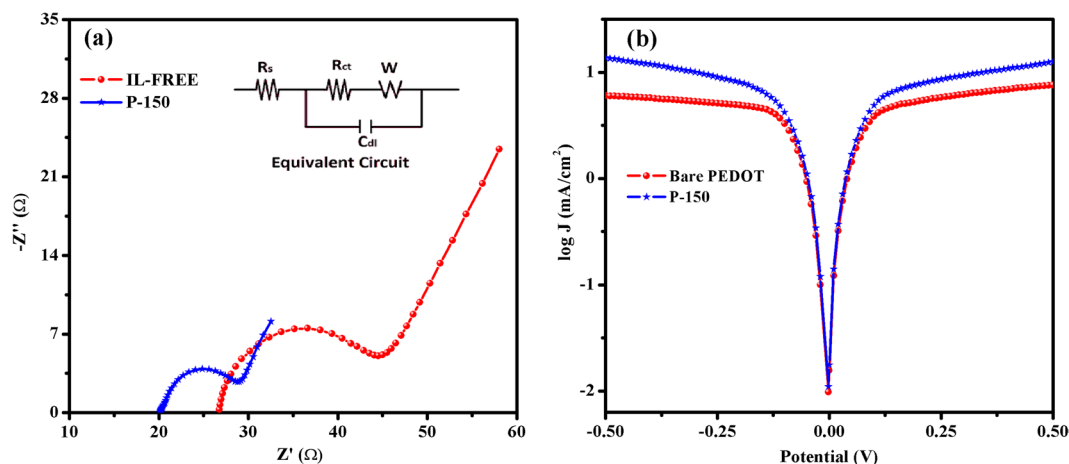 (a)
IL-FREE
P-150
Rs
Rct
W
Cdl
Equivalent Circuit
35
28
21
14
7
0
-Z'' (Ω)
10 20 30 40 50 60
Z' (Ω)
(b)
Bare PEDOT
P-150
1
0
-1
-2
log J (mA/cm²)
-0.50 -0.25 0.00 0.25 0.50
Potential (V)